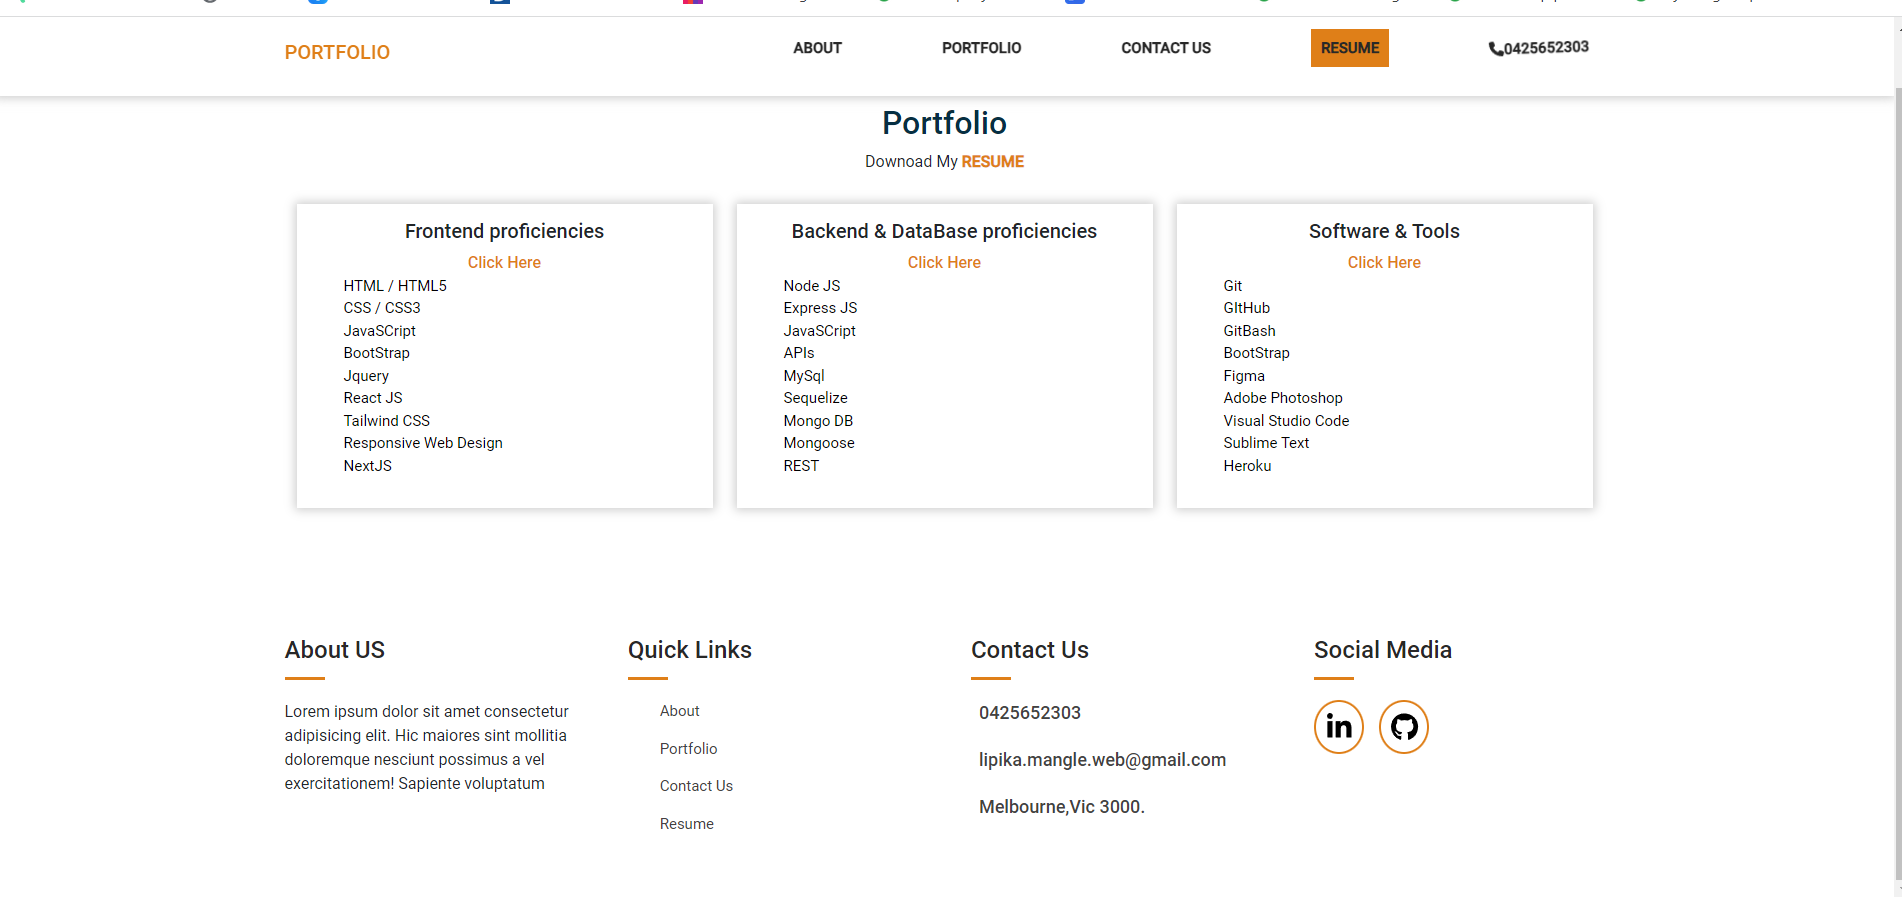 PORTFOLIO
ABOUT
PORTFOLIO
CONTACT US
RESUME
0425652303
Portfolio
Downoad My RESUME
Frontend proficiencies
Click Here
HTML / HTML5
CSS / CSS3
JavaSCript
BootStrap
Jquery
React JS
Tailwind CSS
Responsive Web Design
NextJS
Backend & DataBase proficiencies
Click Here
Node JS
Express JS
JavaSCript
APIs
MySql
Sequelize
Mongo DB
Mongoose
REST
Software & Tools
Click Here
Git
GItHub
GitBash
BootStrap
Figma
Adobe Photoshop
Visual Studio Code
Sublime Text
Heroku
About US
Lorem ipsum dolor sit amet consectetur
adipisicing elit. Hic maiores sint mollitia
doloremque nesciunt possimus a vel
exercitationem! Sapiente voluptatum
Quick Links
About
Portfolio
Contact Us
Resume
Contact Us
0425652303
lipika.mangle.web@gmail.com
Melbourne,Vic 3000.
Social Media
in